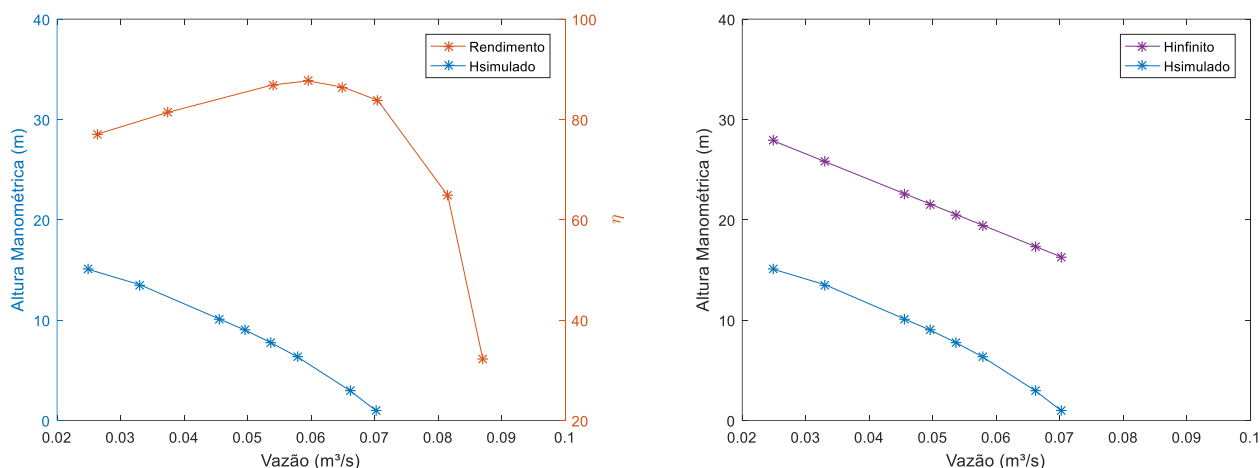 40
30
20
10
0
Altura Manométrica (m)
Rendimento
Hsimulado
100
80
60
40
20
η
0.02 0.03 0.04 0.05 0.06 0.07 0.08 0.09 0.1
Vazão (m³/s)
40
30
20
10
0
Altura Manométrica (m)
Hinfinito
Hsimulado
0.02 0.03 0.04 0.05 0.06 0.07 0.08 0.09 0.1
Vazão (m³/s)